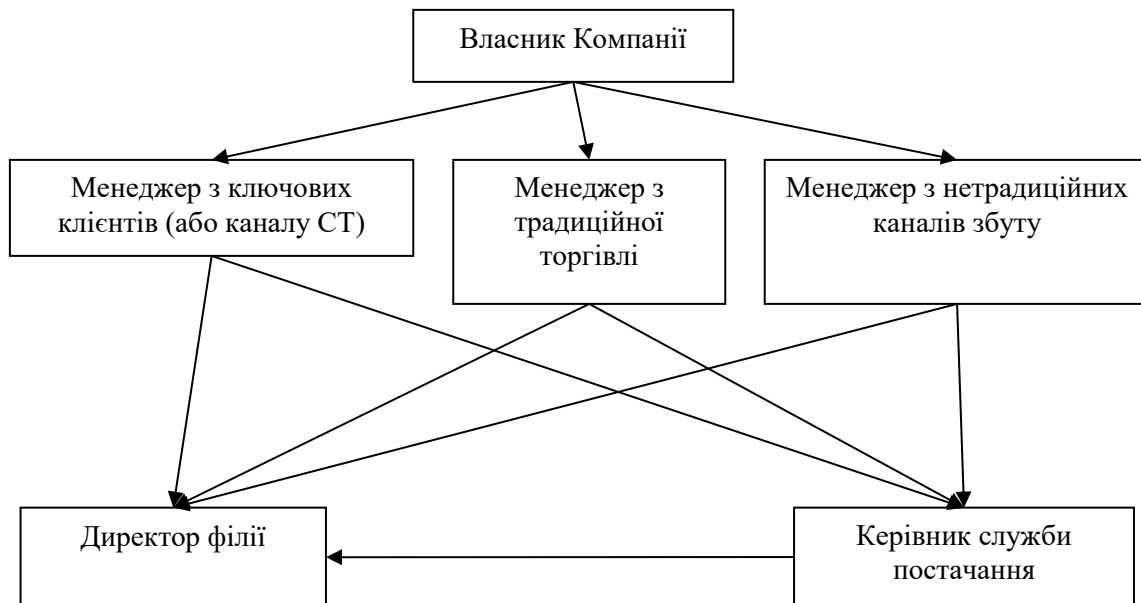 Власник Компанії
Менеджер з ключових
клієнтів (або каналу СТ)
Менеджер з
традиційної
торгівлі
Менеджер з нетрадиційних
каналів збуту
Директор філії
Керівник служби
постачання